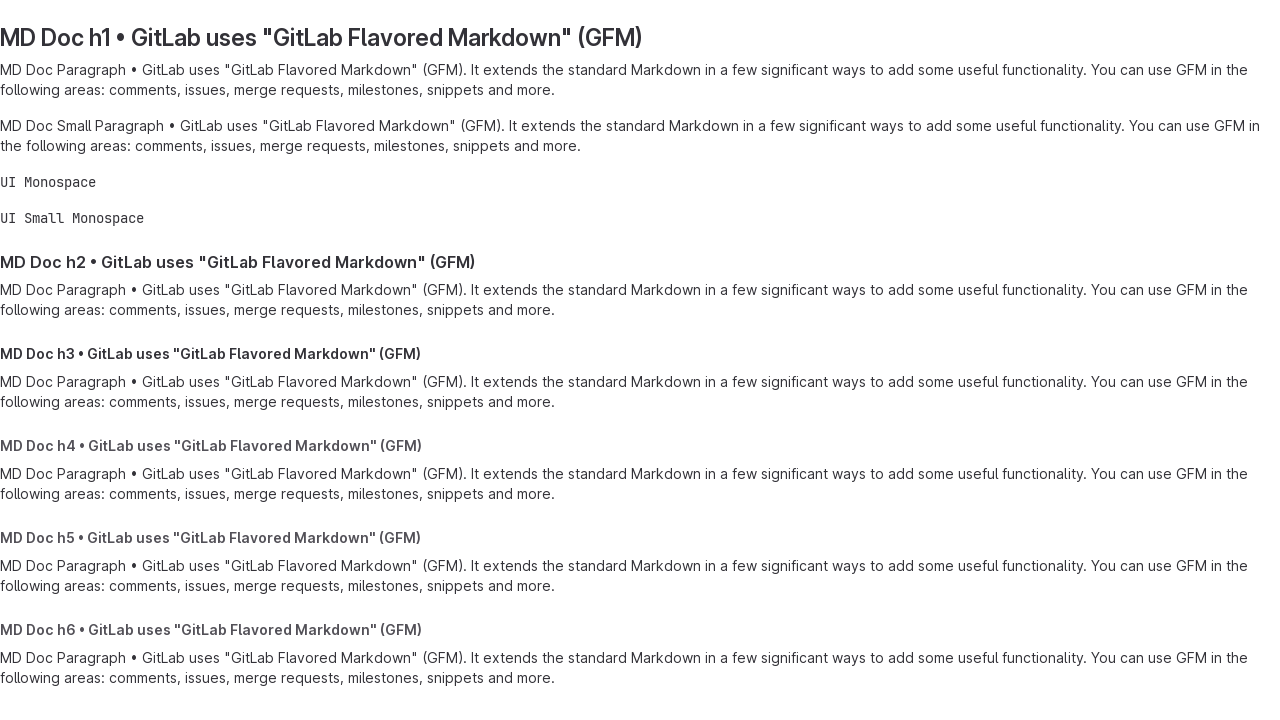 MD Doc h1 • GitLab uses "GitLab Flavored Markdown" (GFM)
MD Doc Paragraph • GitLab uses "GitLab Flavored Markdown" (GFM). It extends the standard Markdown in a few significant ways to add some useful functionality. You can use GFM in the
following areas: comments, issues, merge requests, milestones, snippets and more.
MD Doc Small Paragraph • GitLab uses "GitLab Flavored Markdown" (GFM). It extends the standard Markdown in a few significant ways to add some useful functionality. You can use GFM in
the following areas: comments, issues, merge requests, milestones, snippets and more.
UI Monospace
UI Small Monospace
MD Doc h2 • GitLab uses "GitLab Flavored Markdown" (GFM)
MD Doc Paragraph • GitLab uses "GitLab Flavored Markdown" (GFM). It extends the standard Markdown in a few significant ways to add some useful functionality. You can use GFM in the
following areas: comments, issues, merge requests, milestones, snippets and more.
MD Doc h3 • GitLab uses "GitLab Flavored Markdown" (GFM)
MD Doc Paragraph • GitLab uses "GitLab Flavored Markdown" (GFM). It extends the standard Markdown in a few significant ways to add some useful functionality. You can use GFM in the
following areas: comments, issues, merge requests, milestones, snippets and more.
MD Doc h4 • GitLab uses "GitLab Flavored Markdown" (GFM)
MD Doc Paragraph • GitLab uses "GitLab Flavored Markdown" (GFM). It extends the standard Markdown in a few significant ways to add some useful functionality. You can use GFM in the
following areas: comments, issues, merge requests, milestones, snippets and more.
MD Doc h5 • GitLab uses "GitLab Flavored Markdown" (GFM)
MD Doc Paragraph • GitLab uses "GitLab Flavored Markdown" (GFM). It extends the standard Markdown in a few significant ways to add some useful functionality. You can use GFM in the
following areas: comments, issues, merge requests, milestones, snippets and more.
MD Doc h6 • GitLab uses "GitLab Flavored Markdown" (GFM)
MD Doc Paragraph • GitLab uses "GitLab Flavored Markdown" (GFM). It extends the standard Markdown in a few significant ways to add some useful functionality. You can use GFM in the
following areas: comments, issues, merge requests, milestones, snippets and more.